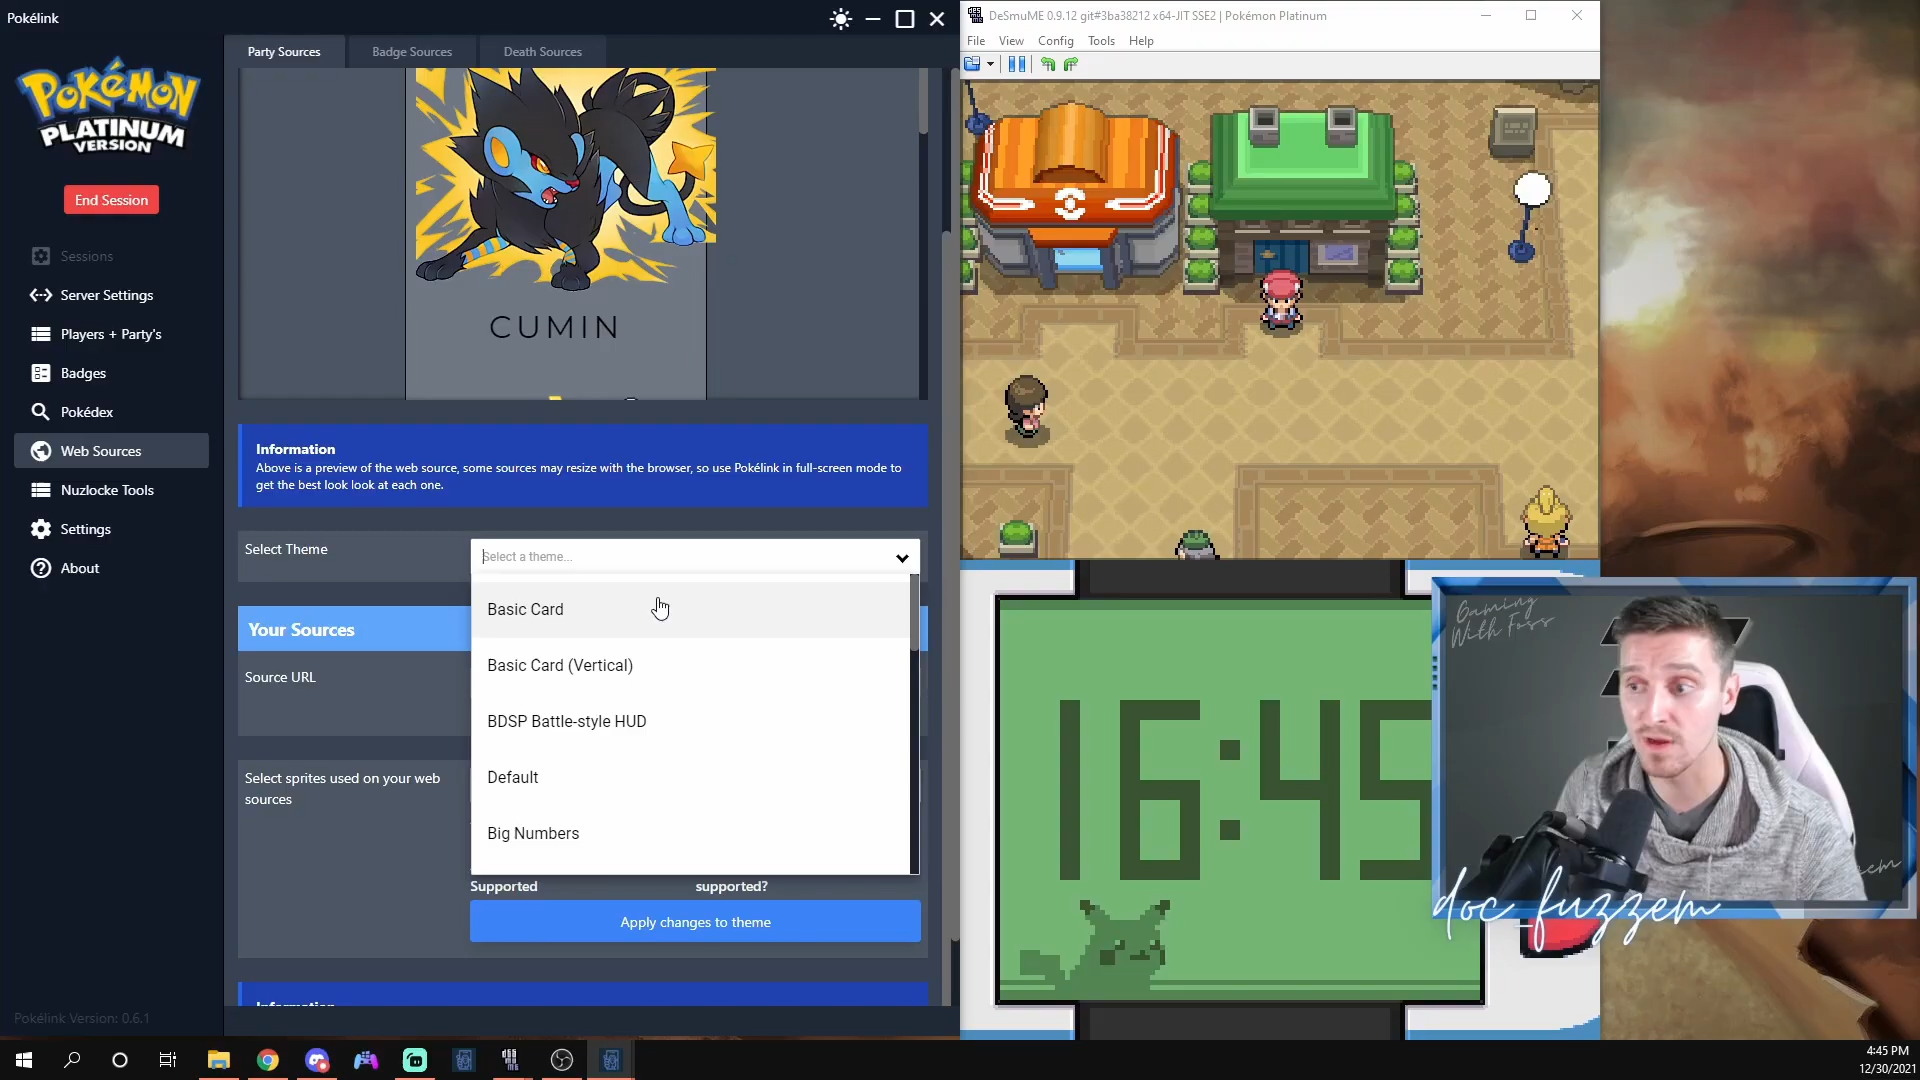 Pokélink
POKéMON
PLATINUM
VERSION
End Session
Sessions
Server Settings
Players + Party's
Badges
Pokédex
Web Sources
Nuzlocke Tools
Settings
About
Pokélink Version: 0.6.1
Party Sources
Badge Sources
Death Sources
CUMIN
Information
Above is a preview of the web source, some sources may resize with the browser, so use Pokélink in full-screen mode to
get the best look look at each one.
Select Theme
Select a theme...
Basic Card
Basic Card (Vertical)
BDSP Battle-style HUD
Default
Big Numbers
Your Sources
Source URL
Select sprites used on your web
sources
Supported
supported?
Apply changes to theme
Information
DeSmuME 0.9.12 git#3ba38212 x64-JIT SSE2 | Pokémon Platinum
File View Config Tools Help
16:45
Gaming
With Foss
doc_fuzzem
4:45 PM
12/30/2021